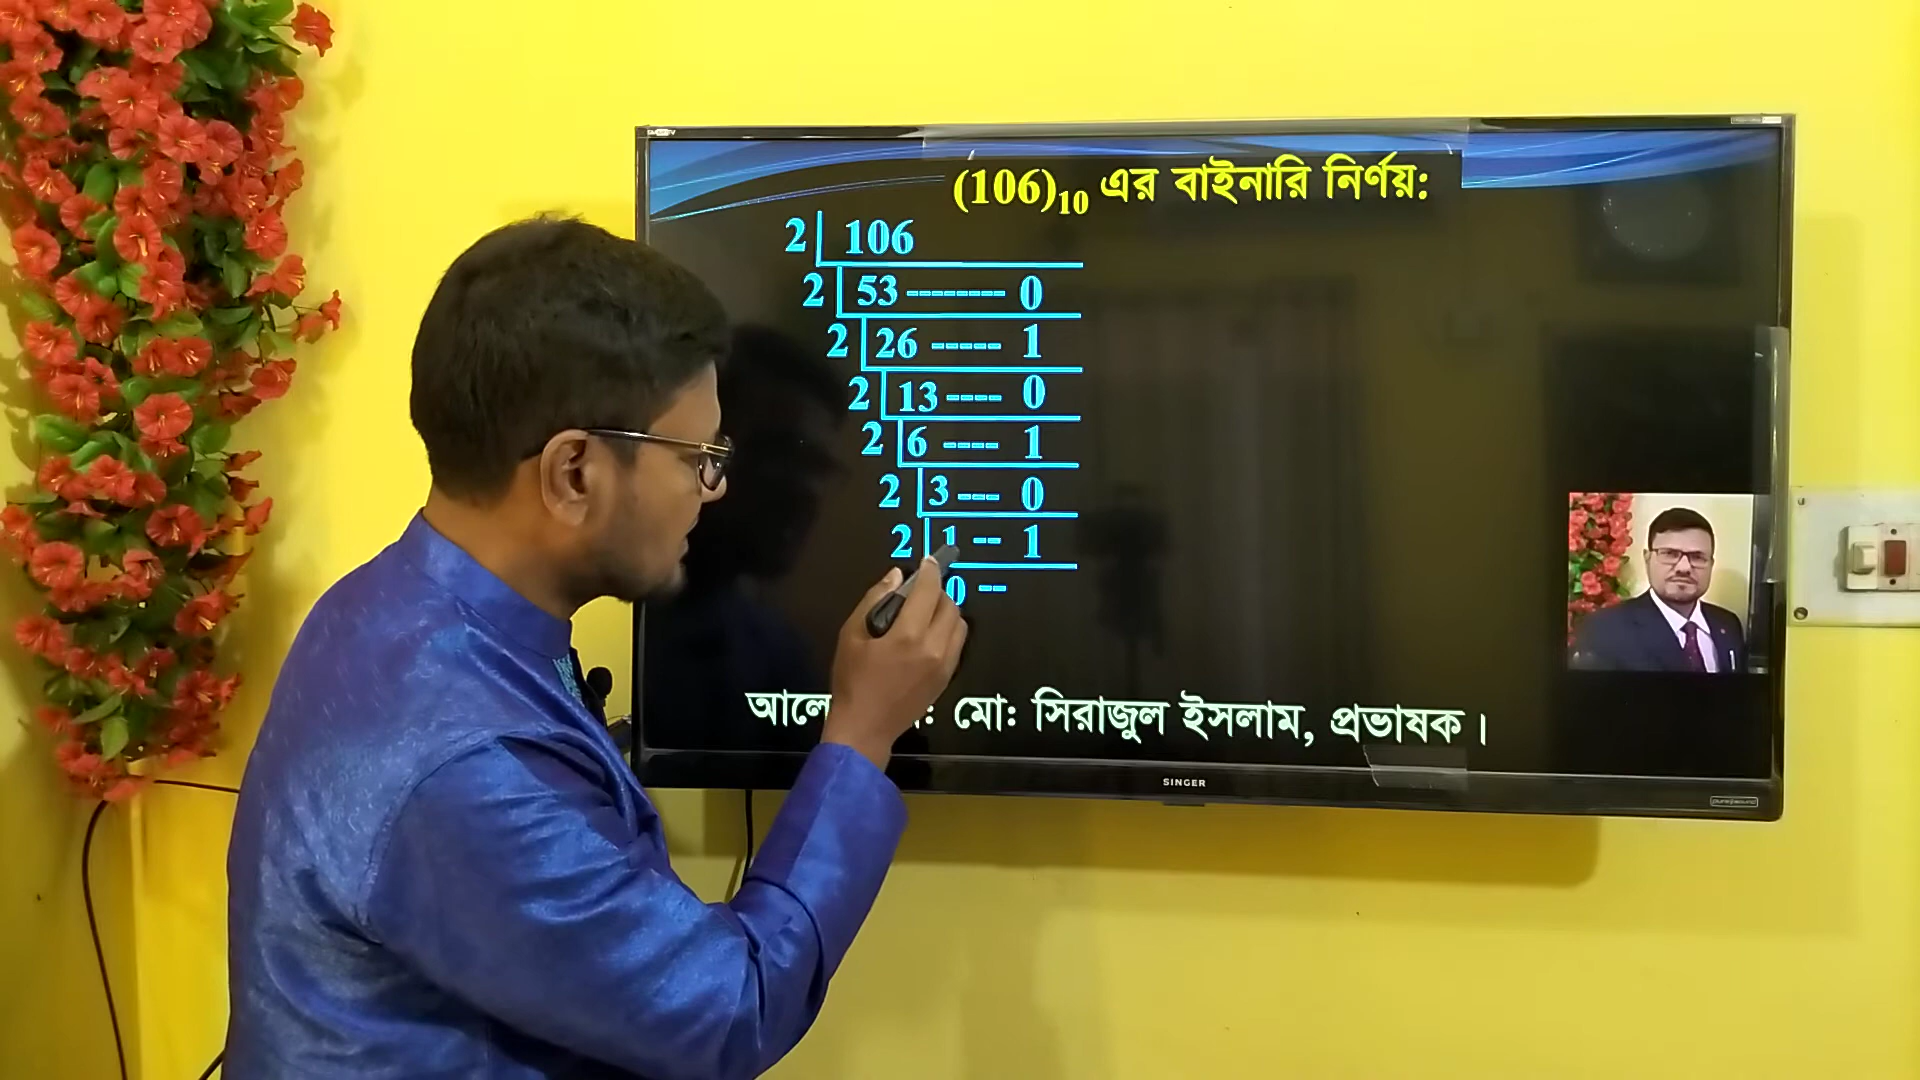 (106)10 এর বাইনারি নির্ণয়:
2 106
2 53 -------- 0
2 26 ----- 1
2 13 ---- 0
2 6 ---- 1
2 3 --- 0
2 1 -- 1
0 --
মো: সিরাজুল ইসলাম, প্রভাষক।
SINGER